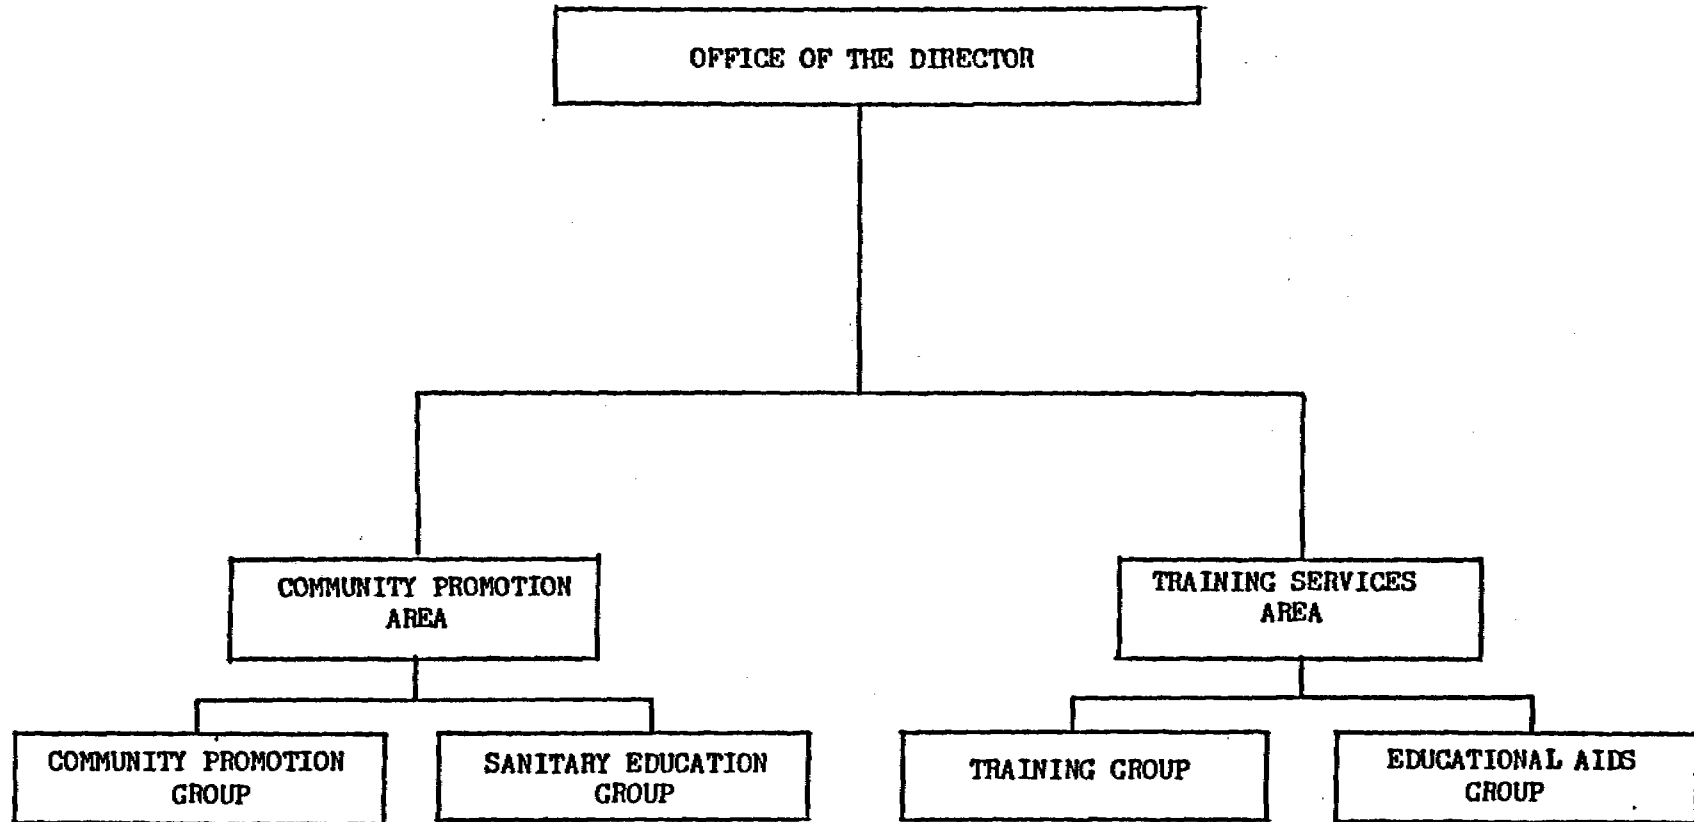 OFFICE OF THE DIRECTOR
COMMUNITY PROMOTION
AREA
TRAINING SERVICES
AREA
COMMUNITY PROMOTION
GROUP
SANITARY EDUCATION
GROUP
TRAINING GROUP
EDUCATIONAL AIDS
GROUP